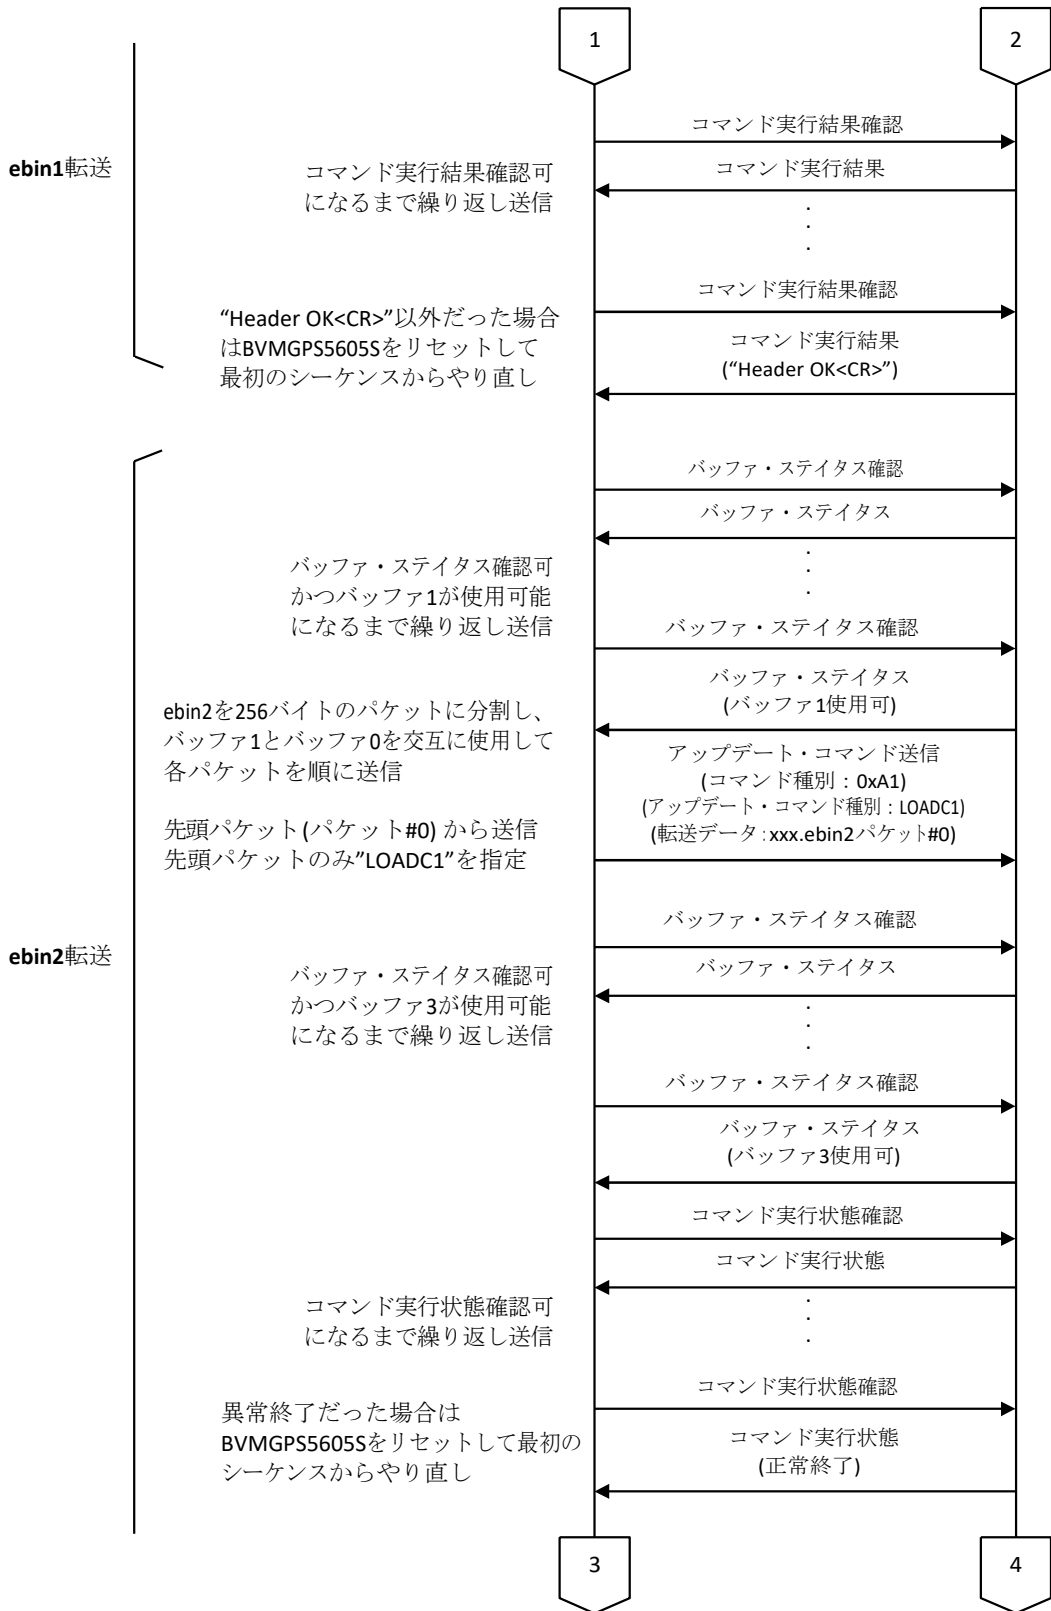 1
2
コマンド実行結果確認
ebin1転送
コマンド実行結果確認可
になるまで繰り返し送信
コマンド実行結果
コマンド実行結果確認
“Header OK<CR>”以外だった場合
はBVMGPS5605Sをリセットして
最初のシーケンスからやり直し
コマンド実行結果
(“Header OK<CR>”)
バッファ・ステイタス確認
バッファ・ステイタス
バッファ・ステイタス確認可
かつバッファ1が使用可能
になるまで繰り返し送信
バッファ・ステイタス確認
バッファ・ステイタス
(バッファ1使用可)
ebin2を256バイトのパケットに分割し、
バッファ1とバッファ0を交互に使用して
各パケットを順に送信
先頭パケット(パケット#0) から送信
先頭パケットのみ”LOADC1”を指定
アップデート・コマンド送信
(コマンド種別：0xA1)
(アップデート・コマンド種別：LOADC1)
(転送データ：xxx.ebin2パケット#0)
バッファ・ステイタス確認
ebin2転送
バッファ・ステイタス
バッファ・ステイタス確認可
かつバッファ3が使用可能
になるまで繰り返し送信
バッファ・ステイタス確認
バッファ・ステイタス
(バッファ3使用可)
コマンド実行状態確認
コマンド実行状態
コマンド実行状態確認可
になるまで繰り返し送信
コマンド実行状態確認
異常終了だった場合は
BVMGPS5605Sをリセットして最初の
シーケンスからやり直し
コマンド実行状態
(正常終了)
3
4